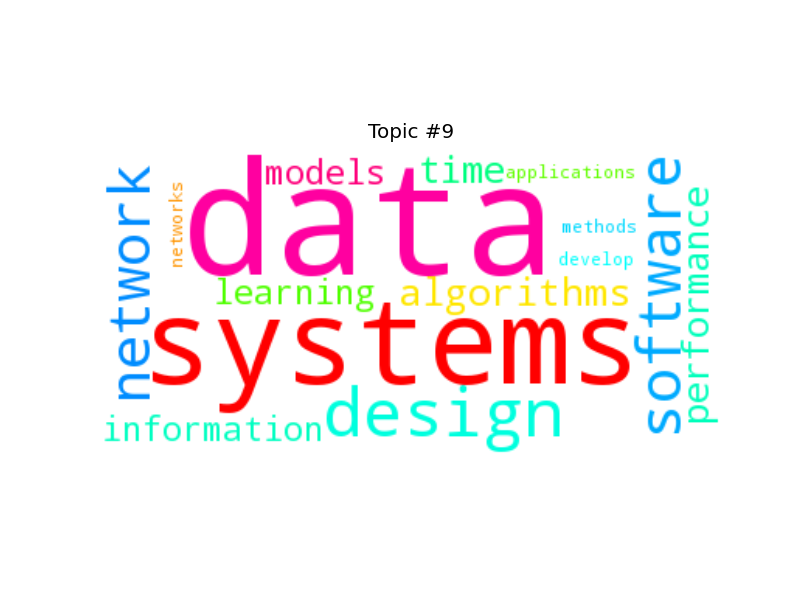 Topic #9
data
systems
design
network
software
models
time
applications
networks
methods
develop
learning
algorithms
performance
information